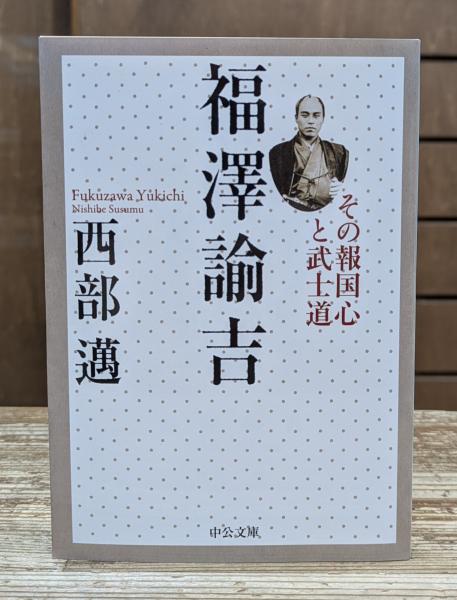 福澤諭吉
その報国心
と武士道
Fukuzawa Yukichi
Nishibe Susumu
西部邁
中公文庫